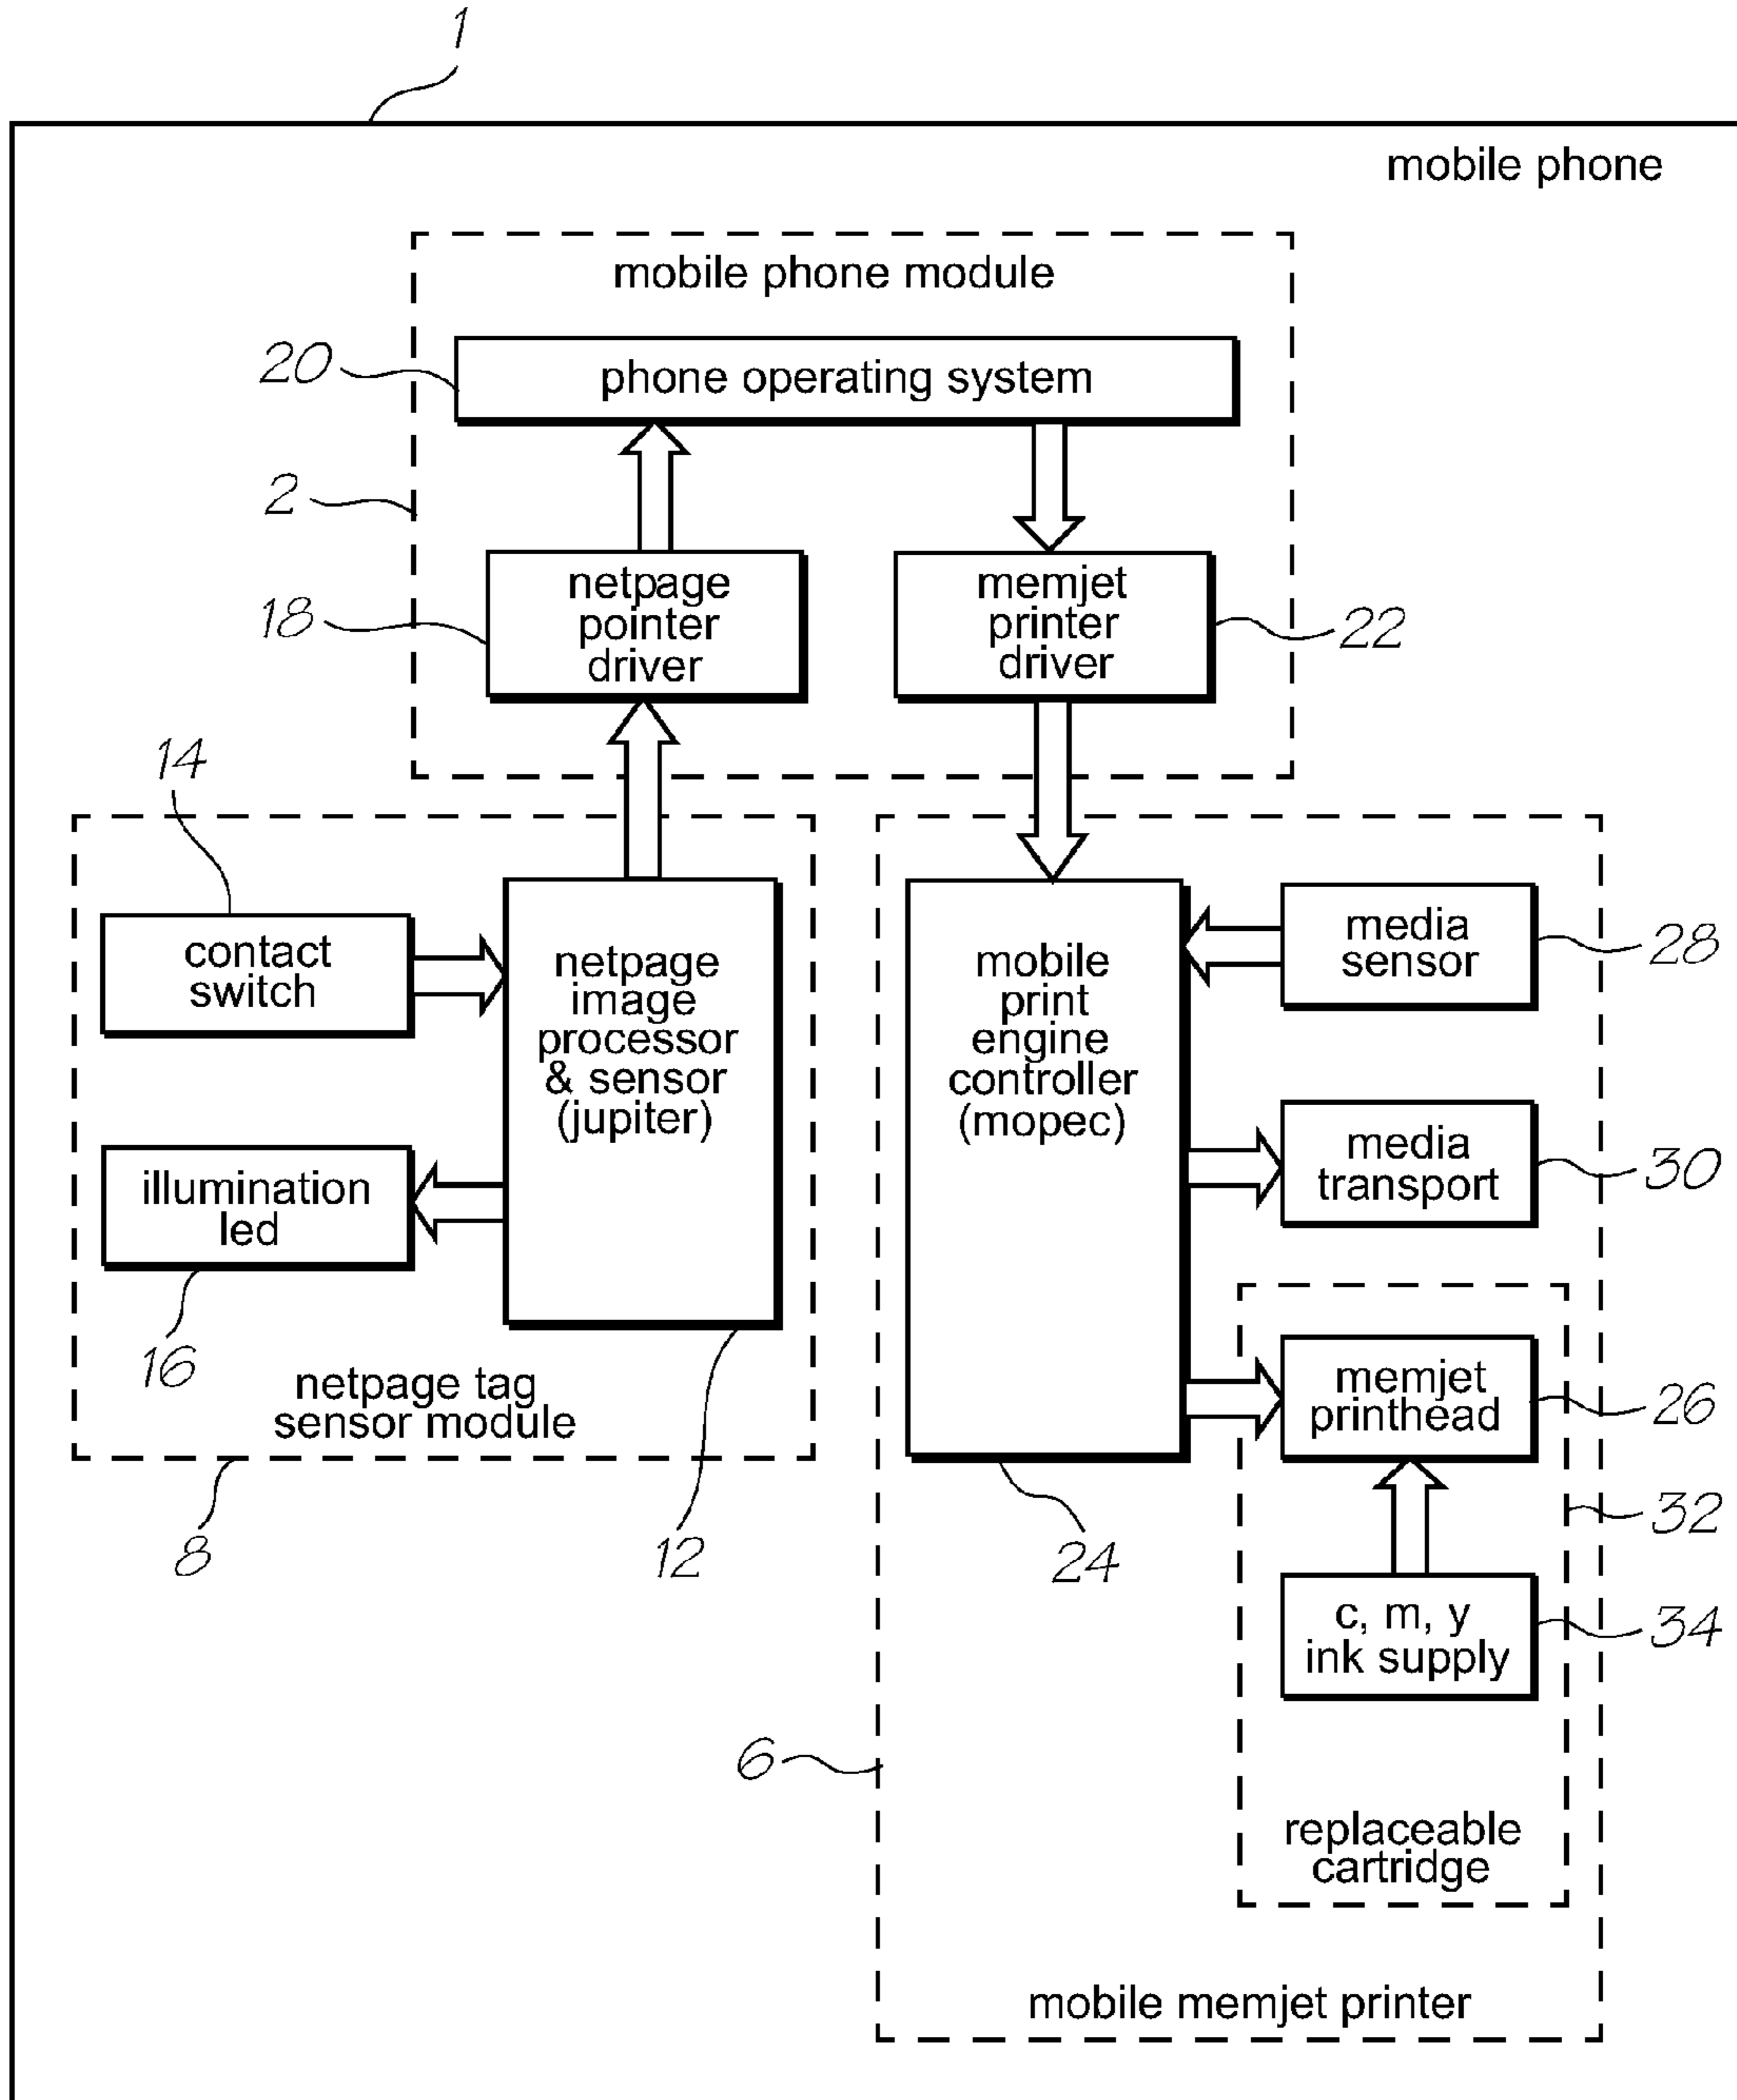 1
mobile phone
mobile phone module
20
phone operating system
2
18
netpage
pointer
driver
memjet
printer
driver
22
14
contact
switch
netpage
image
processor
& sensor
(jupiter)
illumination
led
16
netpage tag
sensor module
8
12
mobile
print
engine
controller
(mopec)
24
media
sensor
28
media
transport
30
memjet
printhead
26
32
c, m, y
ink supply
34
6
replaceable
cartridge
mobile memjet printer